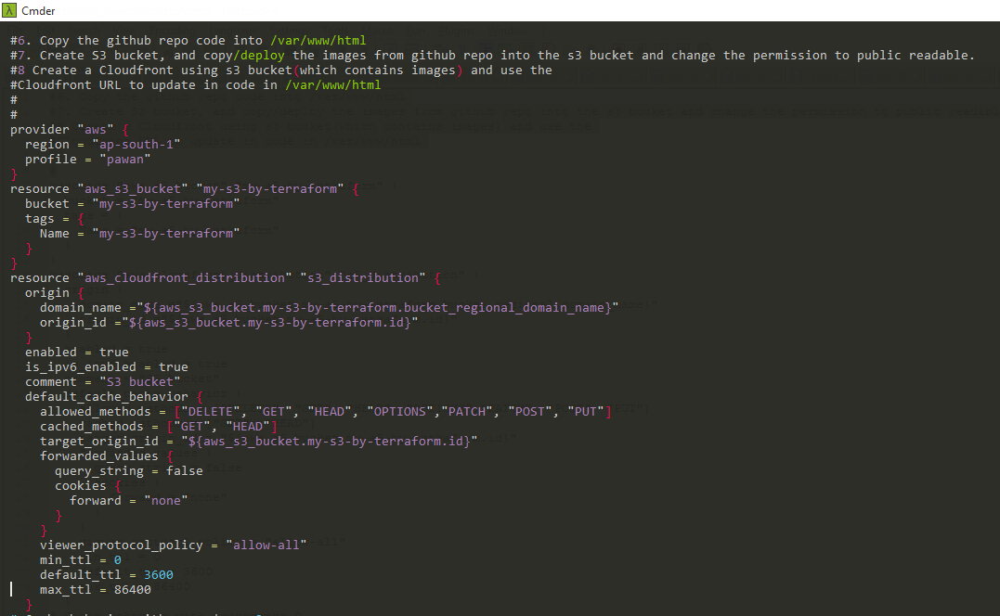 λ Cmder
#6. Copy the github repo code into /var/www/html
#7. Create S3 bucket, and copy/deploy the images from github repo into the s3 bucket and change the permission to public readable.
#8 Create a Cloudfront using s3 bucket(which contains images) and use the
#Cloudfront URL to update in code in /var/www/html
#
#
provider "aws" {
  region = "ap-south-1"
  profile = "pawan"
}
resource "aws_s3_bucket" "my-s3-by-terraform" {
  bucket = "my-s3-by-terraform"
  tags = {
    Name = "my-s3-by-terraform"
  }
}
resource "aws_cloudfront_distribution" "s3_distribution" {
  origin {
    domain_name ="${aws_s3_bucket.my-s3-by-terraform.bucket_regional_domain_name}"
    origin_id ="${aws_s3_bucket.my-s3-by-terraform.id}"
  }
  enabled = true
  is_ipv6_enabled = true
  comment = "S3 bucket"
  default_cache_behavior {
    allowed_methods = ["DELETE", "GET", "HEAD", "OPTIONS","PATCH", "POST", "PUT"]
    cached_methods = ["GET", "HEAD"]
    target_origin_id = "${aws_s3_bucket.my-s3-by-terraform.id}"
    forwarded_values {
      query_string = false
      cookies {
        forward = "none"
      }
    }
    viewer_protocol_policy = "allow-all"
    min_ttl = 0
    default_ttl = 3600
    max_ttl = 86400
  }